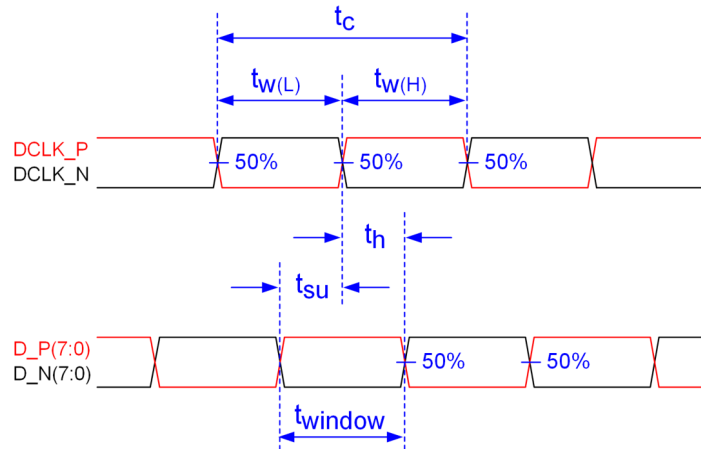 tc
tw(L) tw(H)
DCLK_P
DCLK_N
50% 50% 50%
th
tsu
D_P(7:0)
D_N(7:0)
50% 50%
twindow